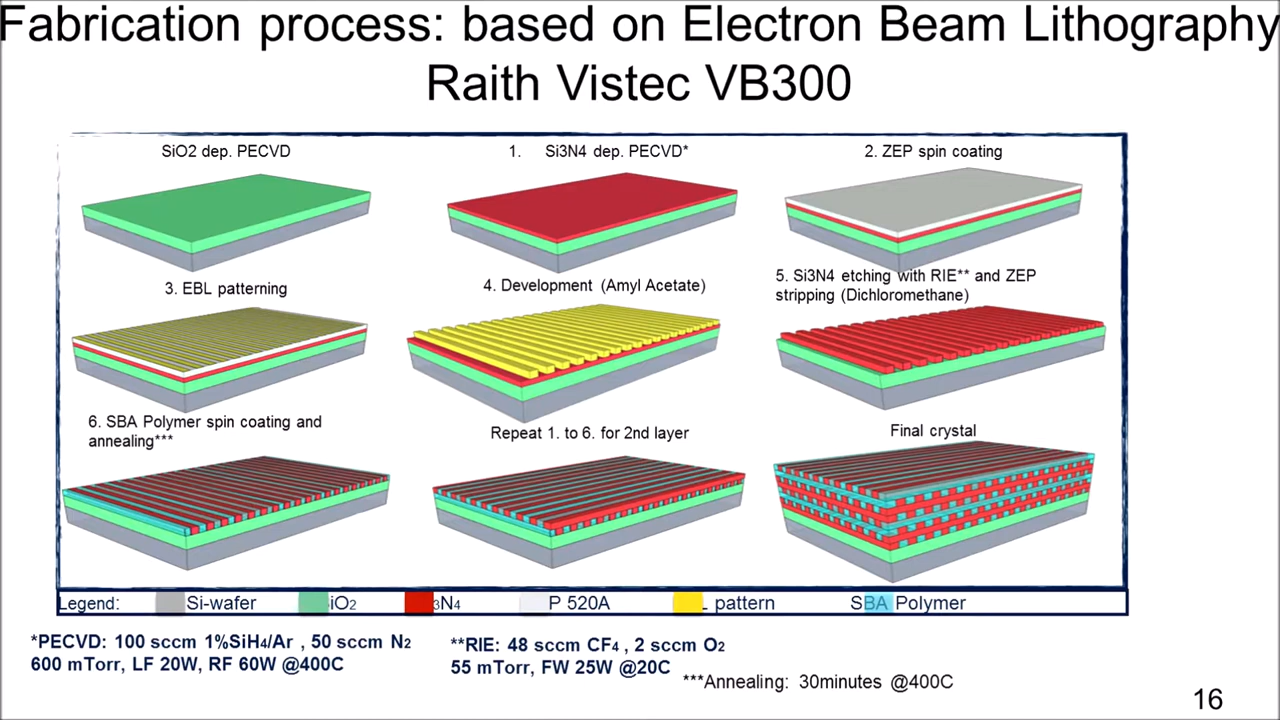 Fabrication process: based on Electron Beam Lithography
Raith Vistec VB300
SiO2 dep. PECVD
1. Si3N4 dep. PECVD*
2. ZEP spin coating
3. EBL patterning
4. Development (Amyl Acetate)
5. Si3N4 etching with RIE** and ZEP
stripping (Dichloromethane)
6. SBA Polymer spin coating and
annealing***
Repeat 1. to 6. for 2nd layer
Final crystal
Legend: Si-wafer iO2 3N4 P 520A L pattern SBA Polymer
*PECVD: 100 sccm 1%SiH4/Ar , 50 sccm N2
600 mTorr, LF 20W, RF 60W @400C
**RIE: 48 sccm CF4 , 2 sccm O2
55 mTorr, FW 25W @20C
***Annealing: 30minutes @400C
16